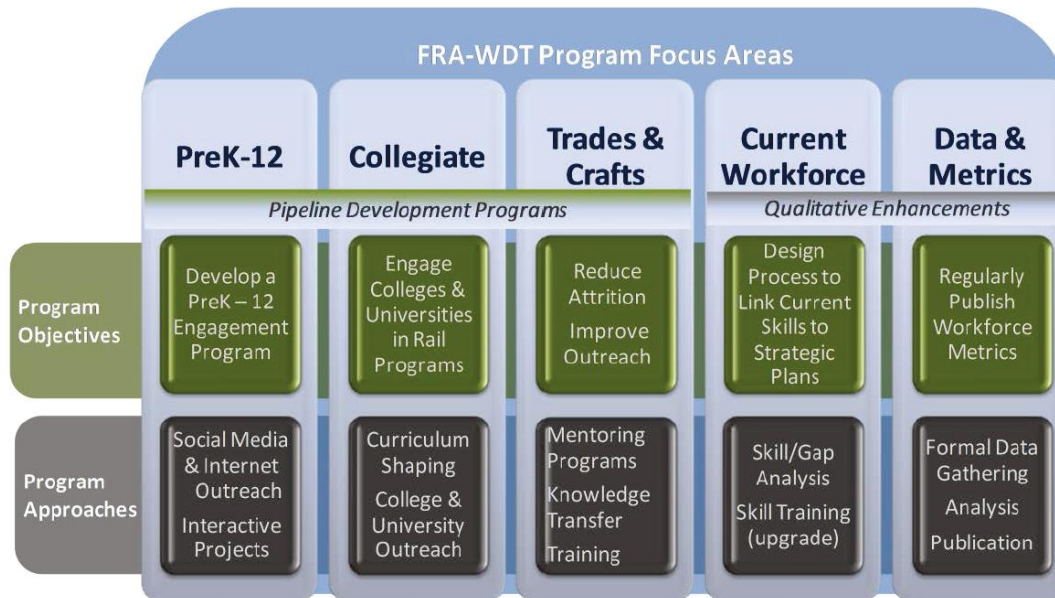 FRA-WDT Program Focus Areas
PreK-12
Collegiate
Trades &
Crafts
Current
Workforce
Data &
Metrics
Pipeline Development Programs
Qualitative Enhancements
Program
Objectives
Develop a
PreK – 12
Engagement
Program
Engage
Colleges &
Universities
in Rail
Programs
Reduce
Attrition
Improve
Outreach
Design
Process to
Link Current
Skills to
Strategic
Plans
Regularly
Publish
Workforce
Metrics
Program
Approaches
Social Media
& Internet
Outreach
Interactive
Projects
Curriculum
Shaping
College &
University
Outreach
Mentoring
Programs
Knowledge
Transfer
Training
Skill/Gap
Analysis
Skill Training
(upgrade)
Formal Data
Gathering
Analysis
Publication